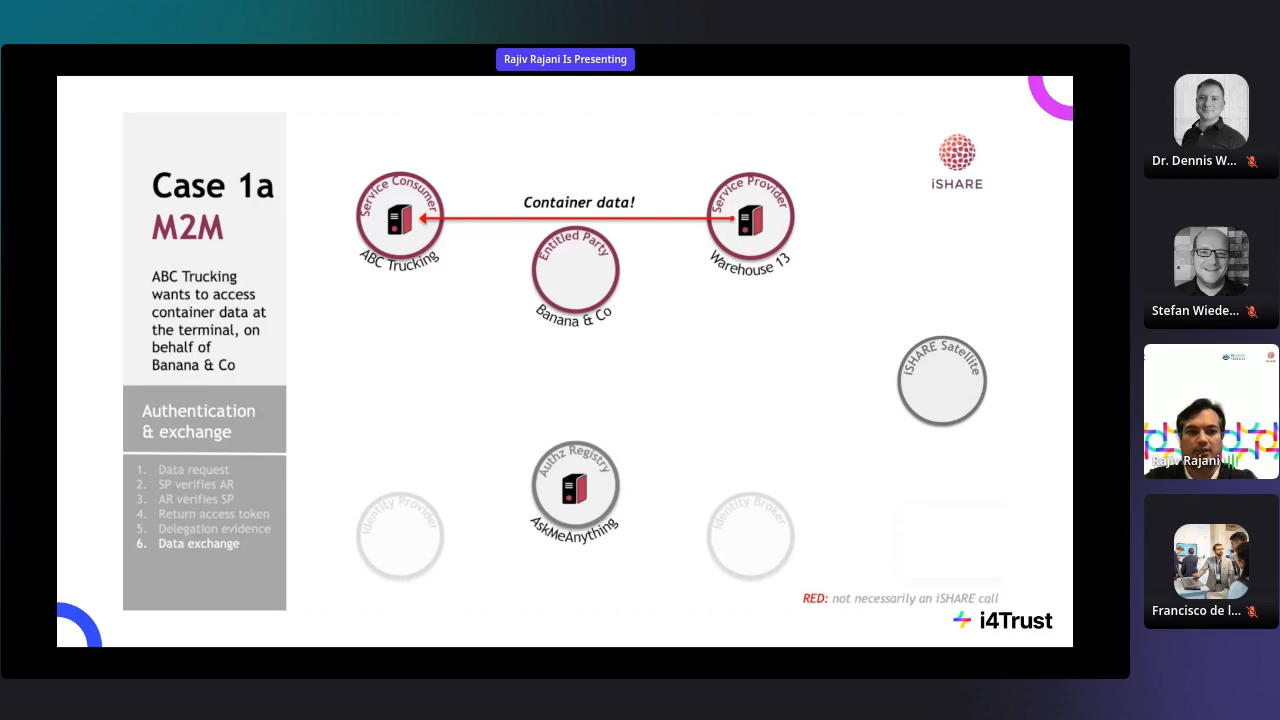 Rajiv Rajani Is Presenting
Case 1a
M2M
ABC Trucking
wants to access
container data at
the terminal, on
behalf of
Banana & Co
Authentication
& exchange
1. Data request
2. SP verifies AR
3. AR verifies SP
4. Return access token
5. Delegation evidence
6. Data exchange
Service Consumer
ABC Trucking
Container data!
Service Provider
Warehouse 13
Entitled Party
Banana & Co
iSHARE
iSHARE Satellite
Authz Registry
AskMeAnything
Identity Provider
Identity Broker
RED: not necessarily an iSHARE call
i4Trust
Dr. Dennis W...
Stefan Wiede...
Rajiv Rajani
Francisco de l...